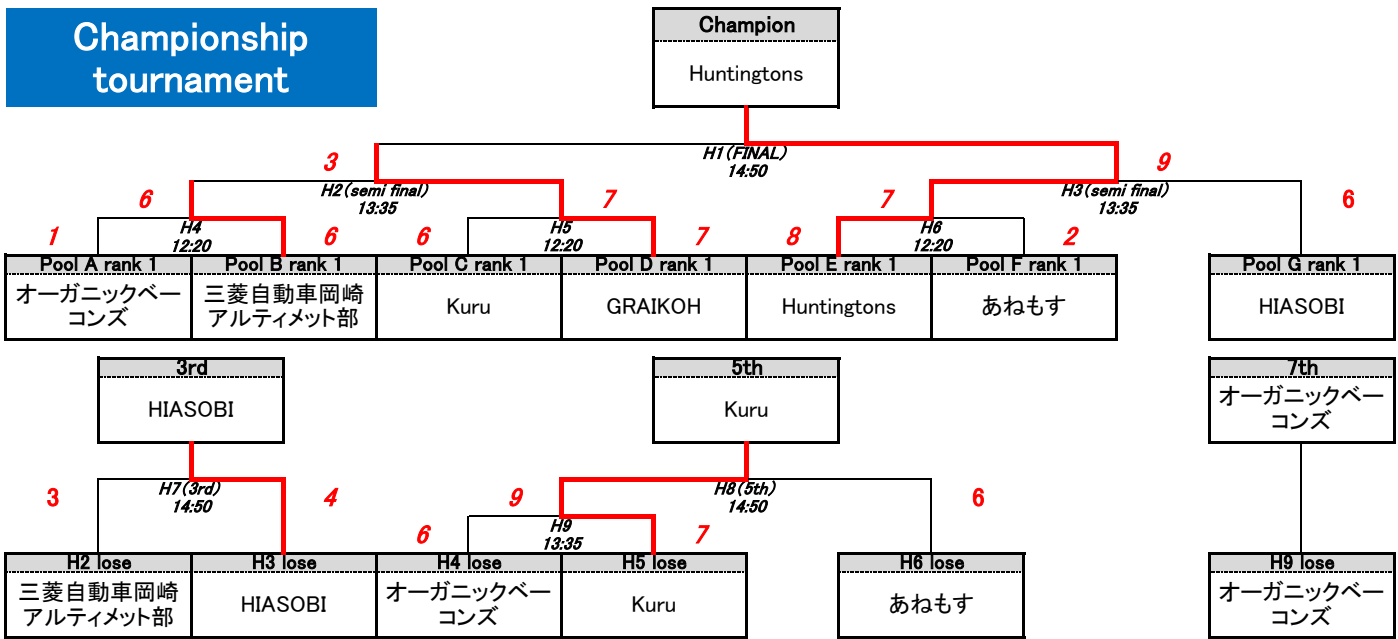 Championship
tournament
Champion
Huntingtons
3
H1(FINAL)
14:50
9
6
H2(semi final)
13:35
7
7
H3(semi final)
13:35
6
1
H4
12:20
6
6
H5
12:20
7
8
H6
12:20
2
Pool A rank 1
Pool B rank 1
Pool C rank 1
Pool D rank 1
Pool E rank 1
Pool F rank 1
Pool G rank 1
オーガニックベー
コンズ
三菱自動車岡崎
アルティメット部
Kuru
GRAIKOH
Huntingtons
あねもす
HIASOBI
3rd
HIASOBI
5th
Kuru
7th
オーガニックベー
コンズ
3
H7(3rd)
14:50
4
9
H8(5th)
14:50
6
6
H9
13:35
7
H2 lose
H3 lose
H4 lose
H5 lose
H6 lose
H9 lose
三菱自動車岡崎
アルティメット部
HIASOBI
オーガニックベー
コンズ
Kuru
あねもす
オーガニックベー
コンズ